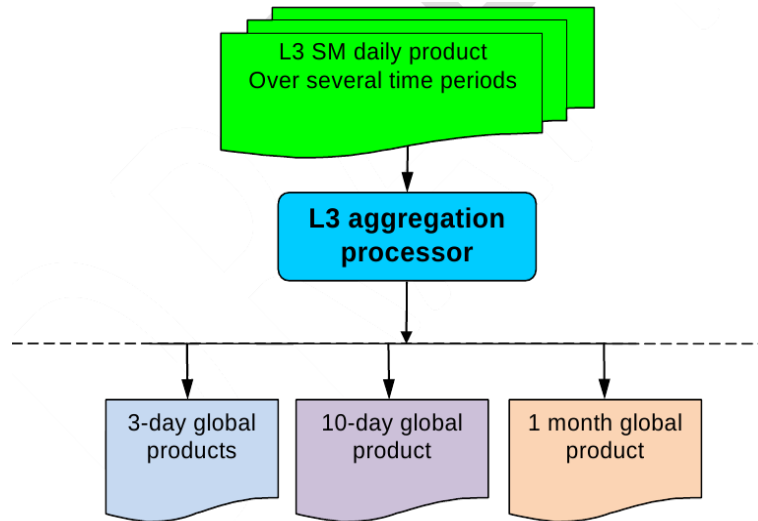 L3 SM daily product
Over several time periods
L3 aggregation
processor
3-day global
products
10-day global
product
1 month global
product